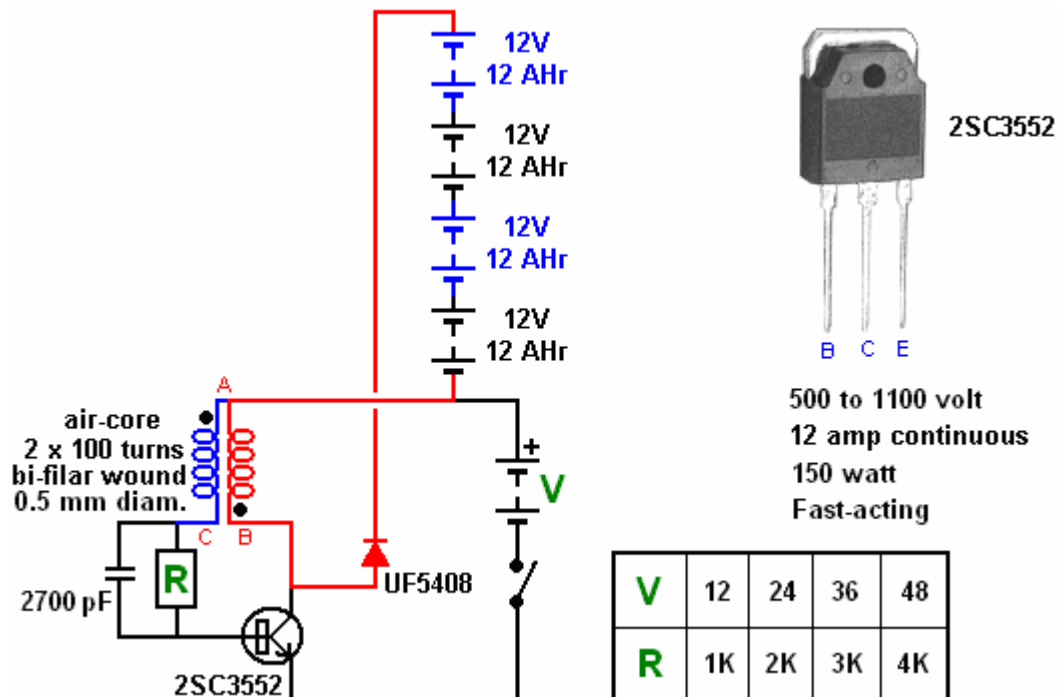 12V
12 AHr
12V
12 AHr
12V
12 AHr
12V
12 AHr
2SC3552
B C E
500 to 1100 volt
12 amp continuous
150 watt
Fast-acting
A
air-core
2 x 100 turns
bi-filar wound
0.5 mm diam.
C B
+
V
R
2700 pF
UF5408
2SC3552
V 12 24 36 48
R 1K 2K 3K 4K